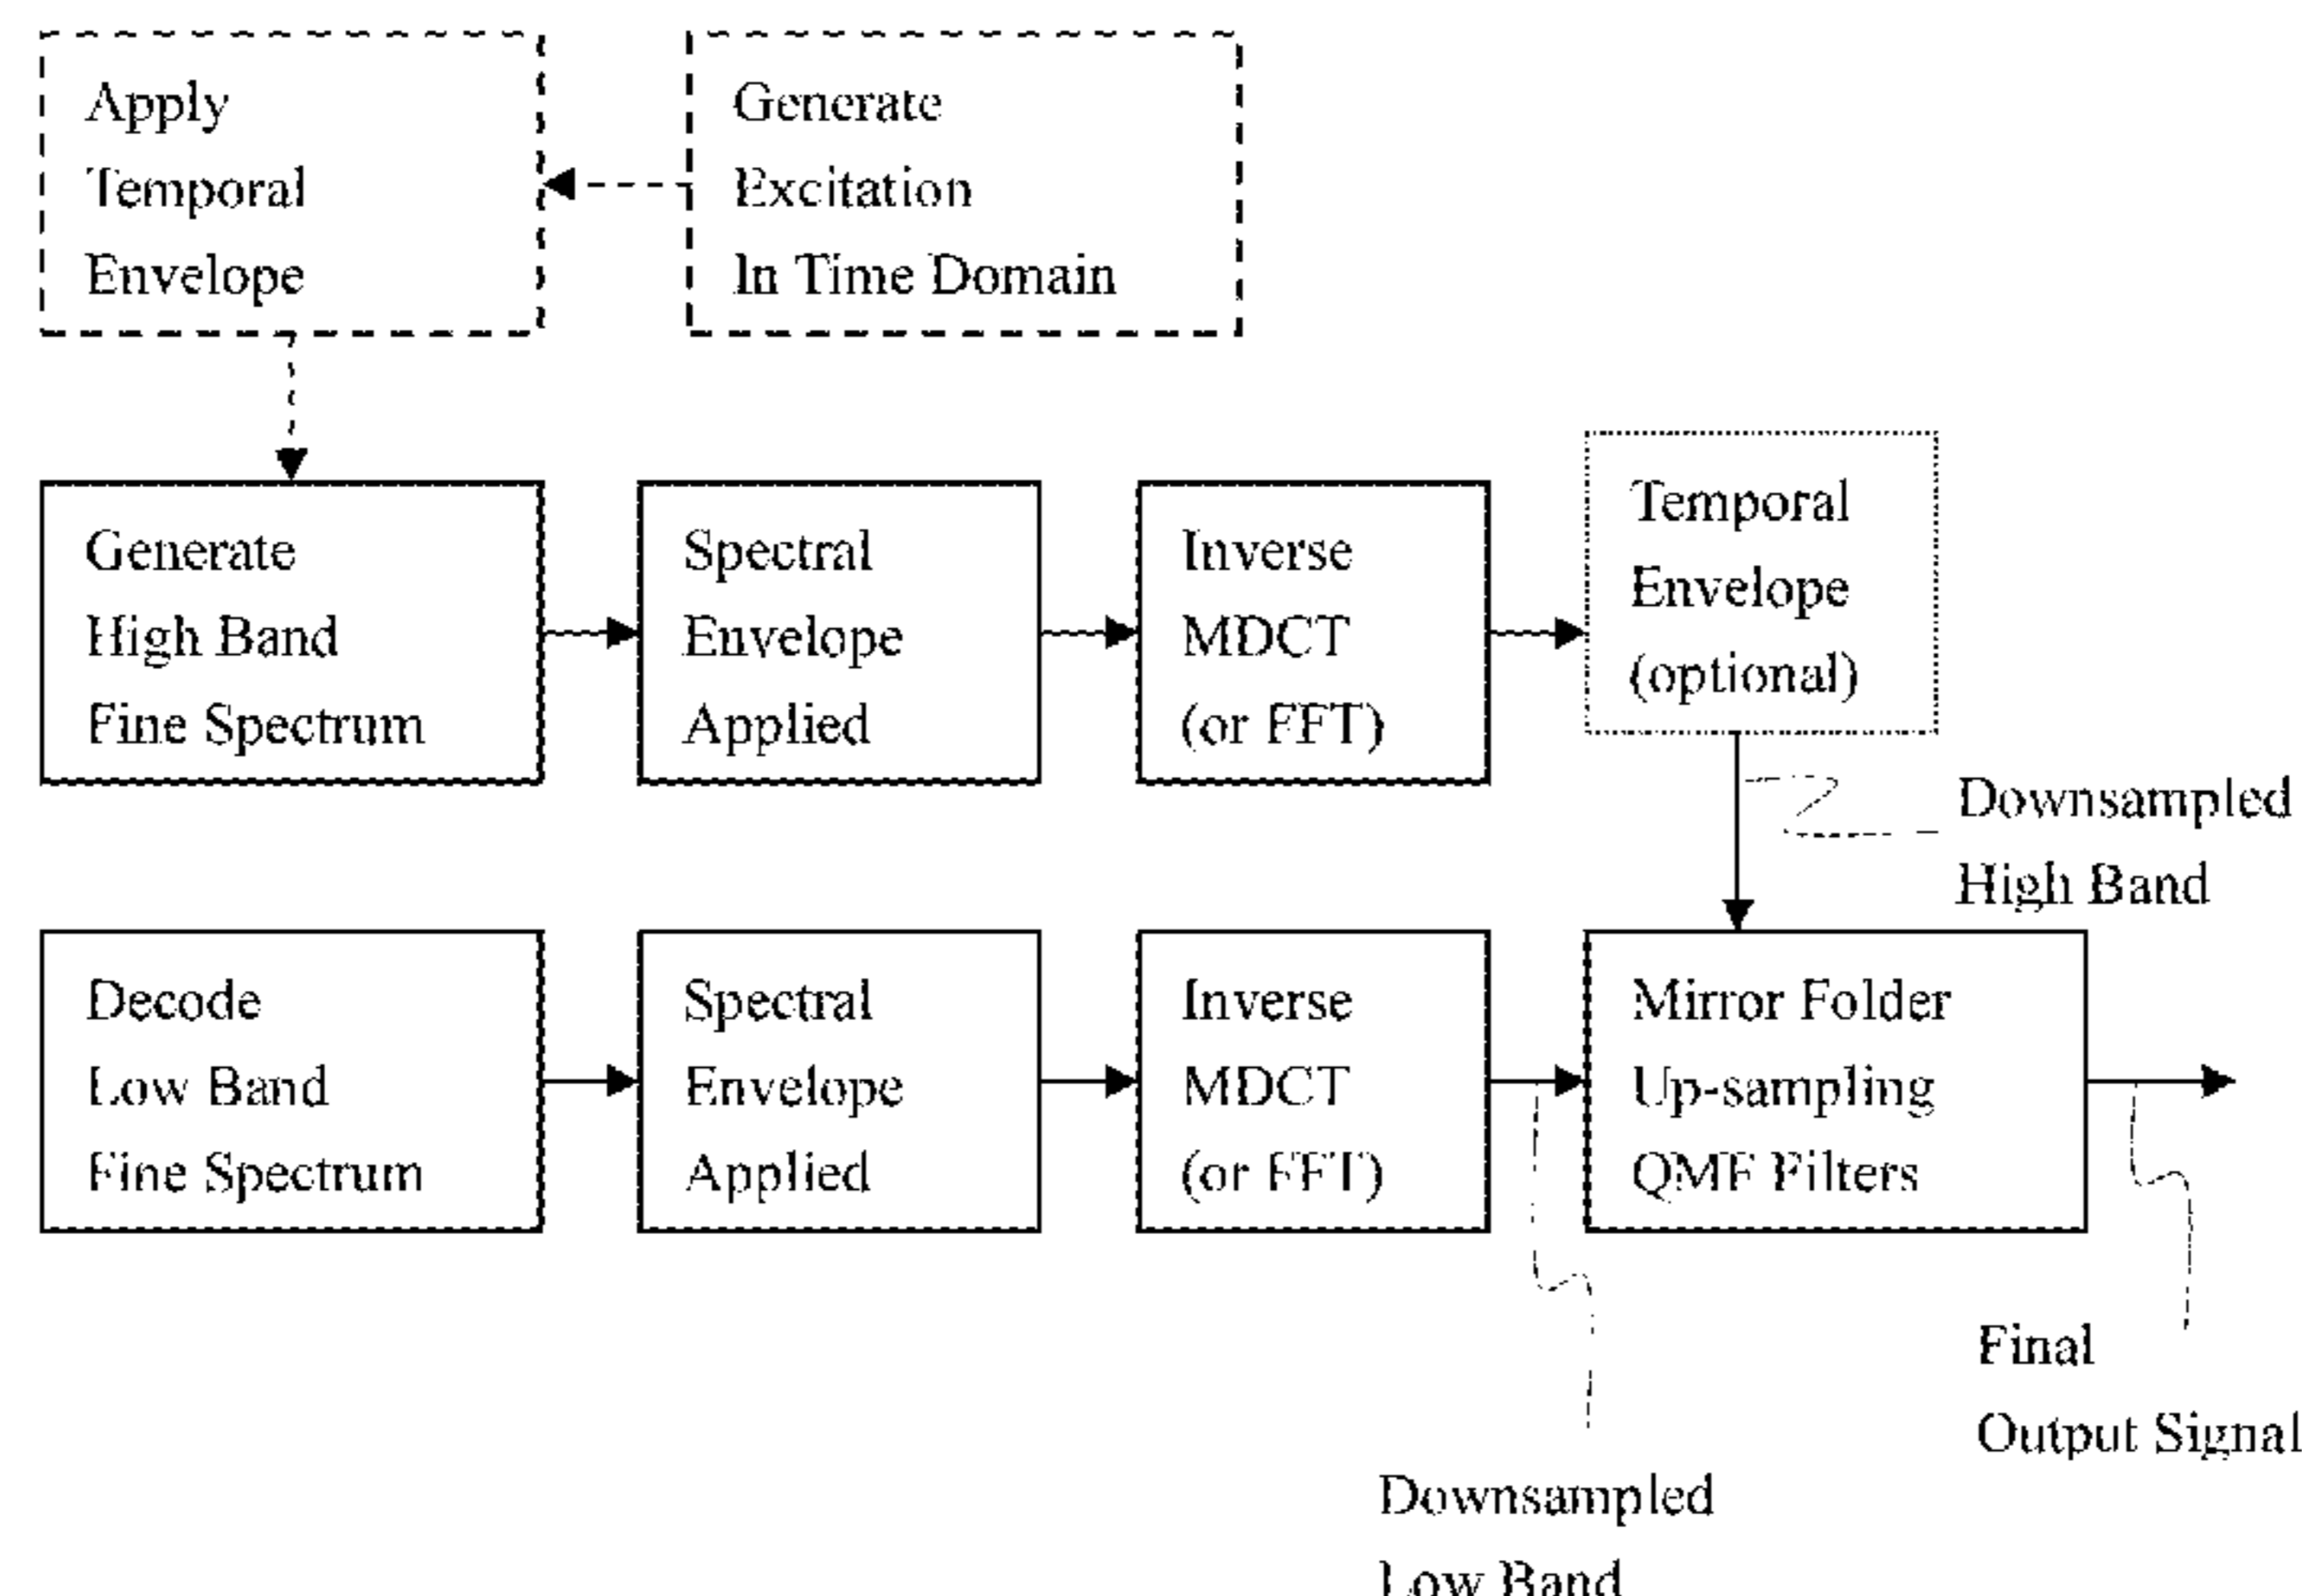 Apply
Temporal
Envelope
Generate
Excitation
In Time Domain
Generate
High Band
Fine Spectrum
Spectral
Envelope
Applied
Inverse
MDCT
(or FFT)
Temporal
Envelope
(optional)
Downsampled
High Band
Decode
Low Band
Fine Spectrum
Spectral
Envelope
Applied
Inverse
MDCT
(or FFT)
Mirror Folder
Up-sampling
QMF Filters
Final
Output Signal
Downsampled
Low Band